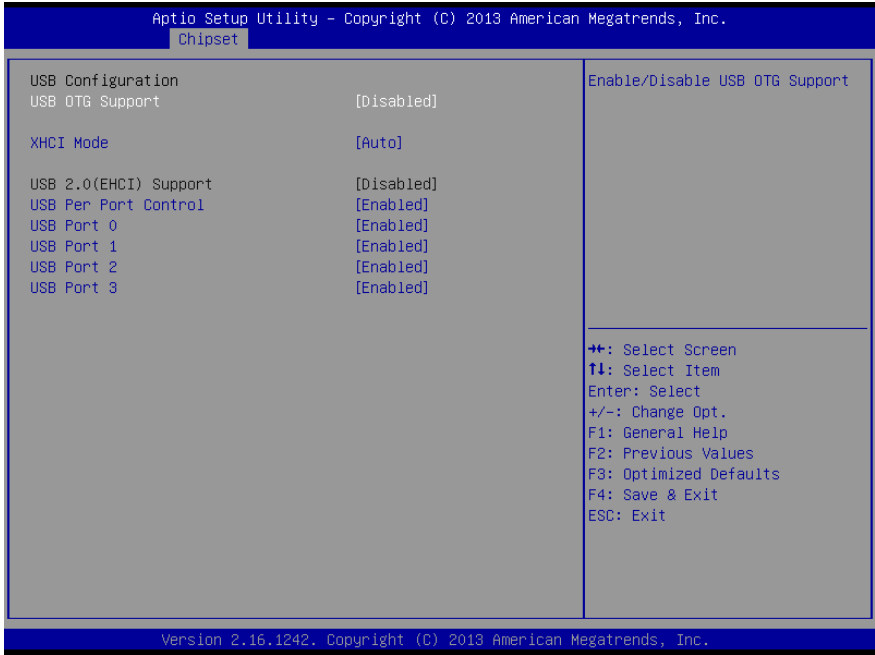 Aptio Setup Utility – Copyright (C) 2013 American Megatrends, Inc.
Chipset
USB Configuration
USB OTG Support [Disabled]
XHCI Mode [Auto]
USB 2.0(EHCI) Support [Disabled]
USB Per Port Control [Enabled]
USB Port 0 [Enabled]
USB Port 1 [Enabled]
USB Port 2 [Enabled]
USB Port 3 [Enabled]
Enable/Disable USB OTG Support
→←: Select Screen
↑↓: Select Item
Enter: Select
+/-: Change Opt.
F1: General Help
F2: Previous Values
F3: Optimized Defaults
F4: Save & Exit
ESC: Exit
Version 2.16.1242. Copyright (C) 2013 American Megatrends, Inc.